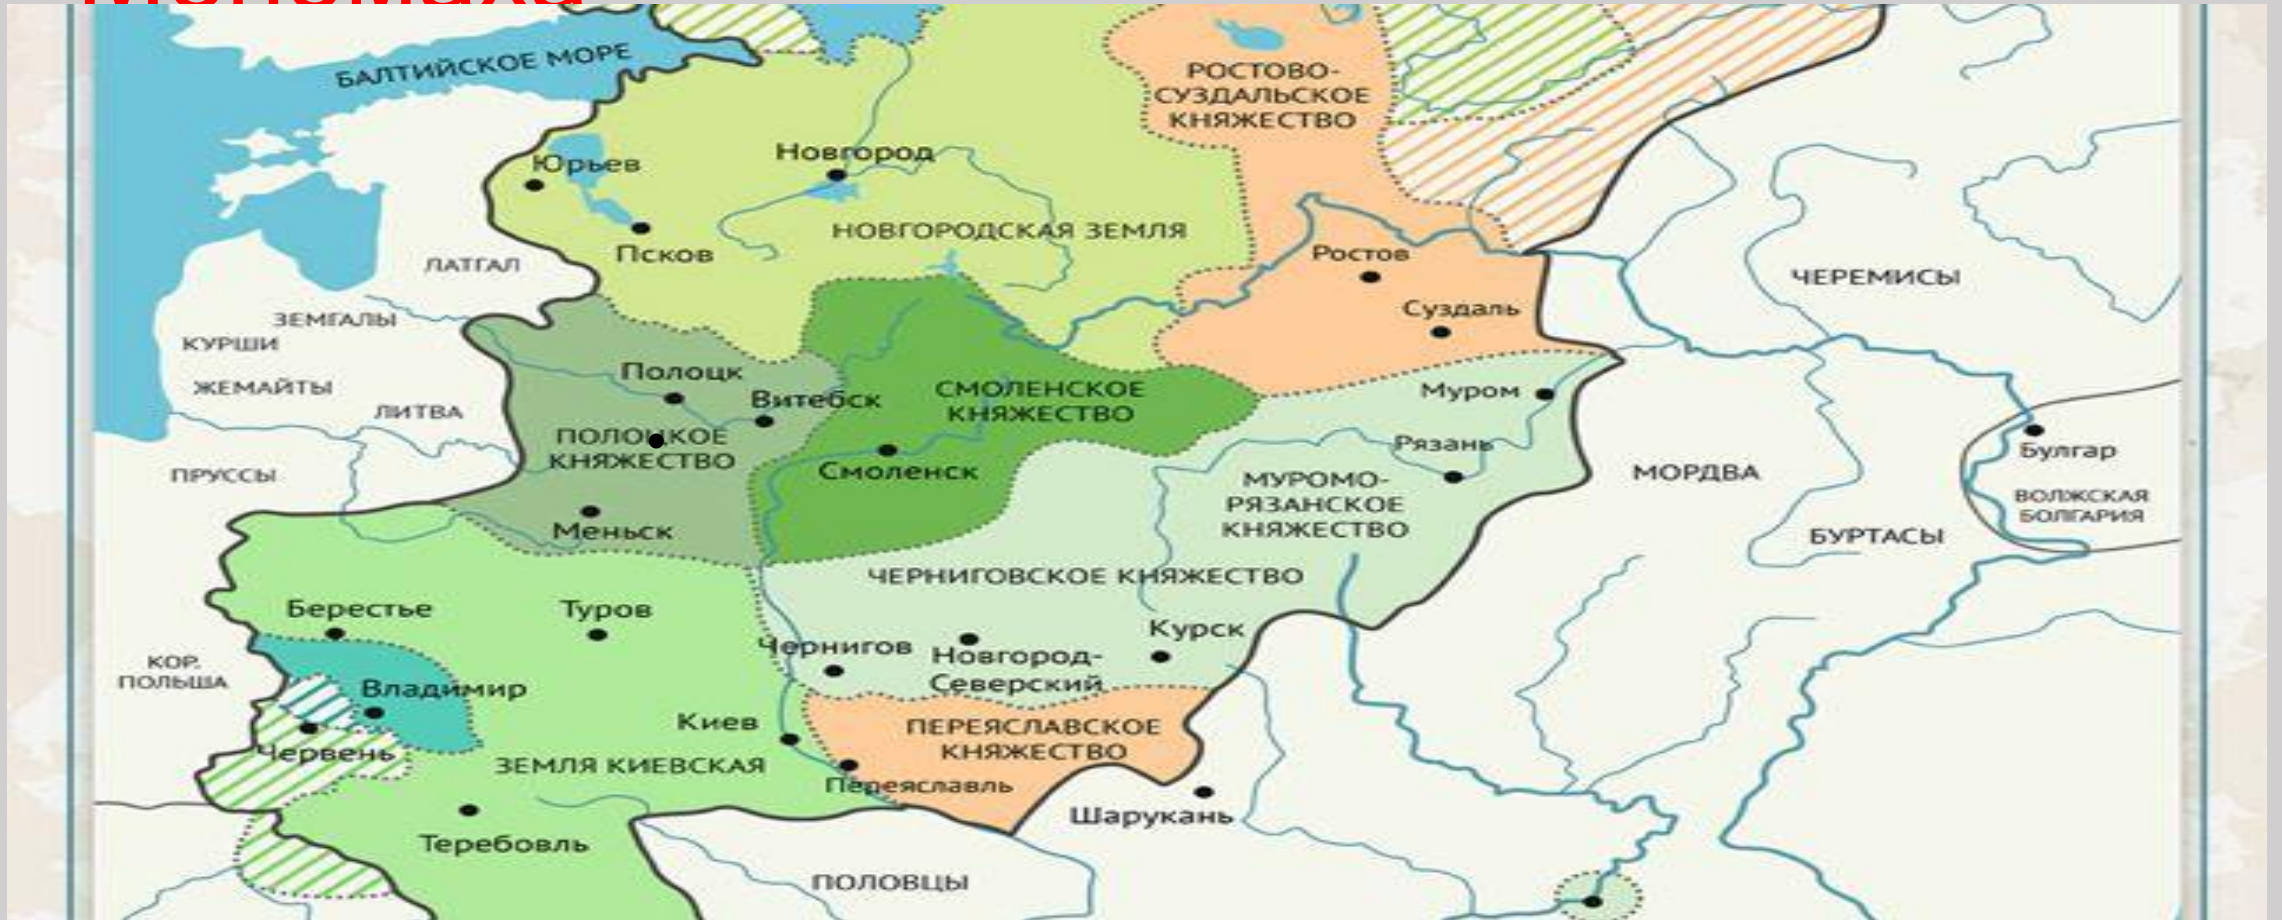 Мономаха
БАЛТИЙСКОЕ МОРЕ
РОСТОВО-
СУЗДАЛЬСКОЕ
КНЯЖЕСТВО
Юрьев
Новгород
Псков
НОВГОРОДСКАЯ ЗЕМЛЯ
ЛАТГАЛ
Ростов
Суздаль
ЧЕРЕМИСЫ
ЗЕМГАЛЫ
КУРШИ
ЖЕМАЙТЫ
ЛИТВА
ПРУССЫ
Полоцк
Витебск
СМОЛЕНСКОЕ
КНЯЖЕСТВО
Муром
ПОЛОЦКОЕ
КНЯЖЕСТВО
Смоленск
Рязань
МУРОМО-
РЯЗАНСКОЕ
КНЯЖЕСТВО
МОРДВА
Булгар
ВОЛЖСКАЯ
БОЛГАРИЯ
БУРТАСЫ
Меньск
ЧЕРНИГОВСКОЕ КНЯЖЕСТВО
Берестье
Туров
Чернигов
Новгород-
Северский
Курск
КОР.
ПОЛЬША
Владимир
Червень
Киев
ЗЕМЛЯ КИЕВСКАЯ
ПЕРЕЯСЛАВСКОЕ
КНЯЖЕСТВО
Переяславль
Шарукань
Теребовль
ПОЛОВЦЫ